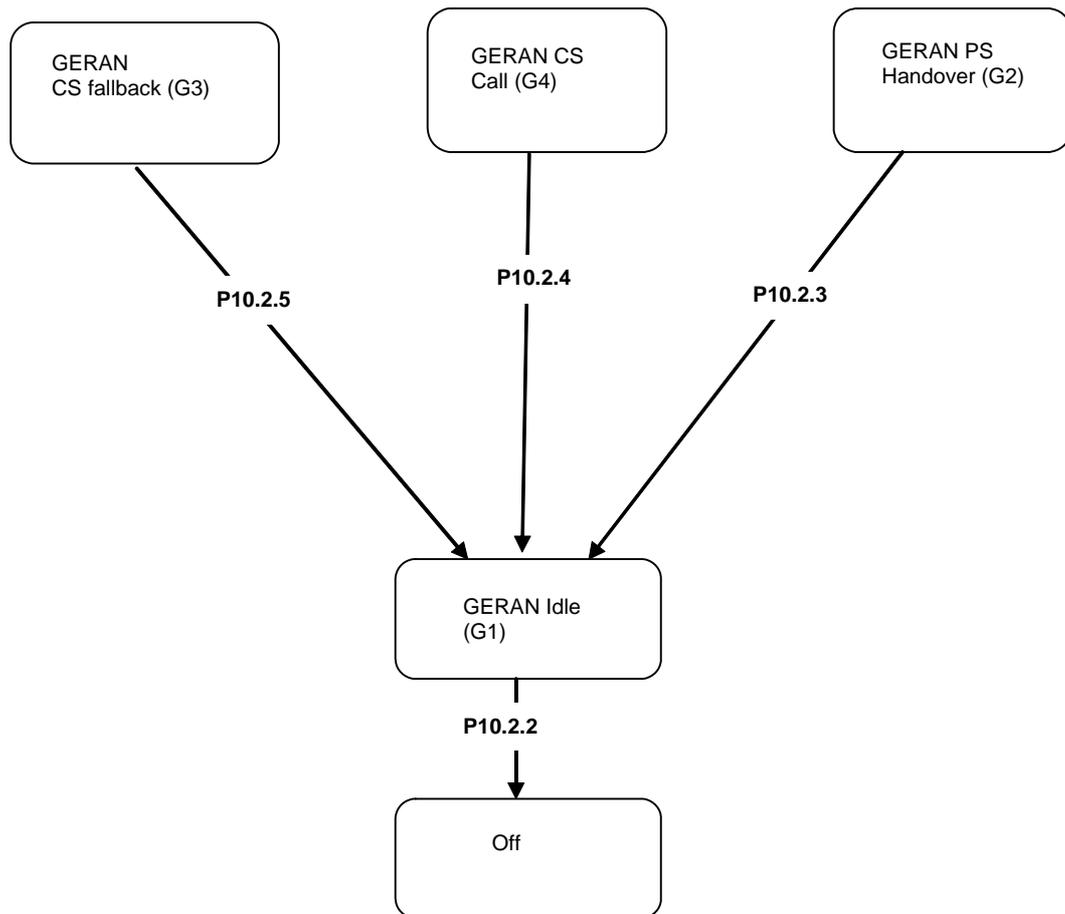 GERAN
CS fallback (G3)
GERAN CS
Call (G4)
GERAN PS
Handover (G2)
P10.2.5
P10.2.4
P10.2.3
GERAN Idle
(G1)
P10.2.2
Off